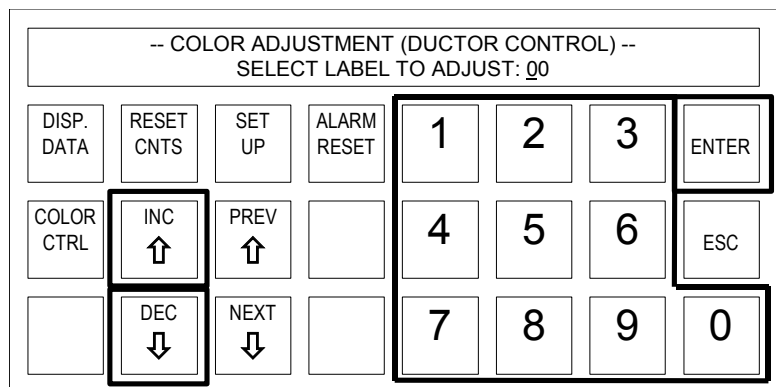 -- COLOR ADJUSTMENT (DUCTOR CONTROL) --
SELECT LABEL TO ADJUST: 00
DISP.
DATA
RESET
CNTS
SET
UP
ALARM
RESET
1
2
3
ENTER
COLOR
CTRL
INC
⇧
PREV
⇧
4
5
6
ESC
DEC
⇩
NEXT
⇩
7
8
9
0